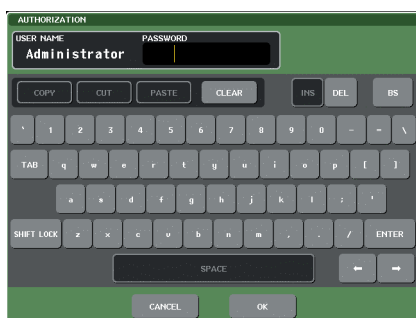 AUTHORIZATION
USER NAME PASSWORD
Administrator
COPY CUT PASTE CLEAR INS DEL BS
` 1 2 3 4 5 6 7 8 9 0 - = \
TAB q w e r t y u i o p [ ]
a s d f g h j k l ; '
SHIFT LOCK z x c v b n m , . / ENTER
SPACE ← →
CANCEL OK